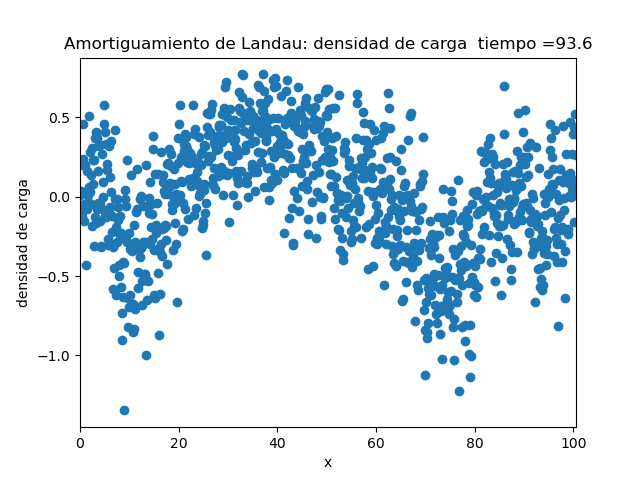 Amortiguamiento de Landau: densidad de carga  tiempo =93.6
densidad de carga
0.5
0.0
−0.5
−1.0
0 20 40 60 80 100
x